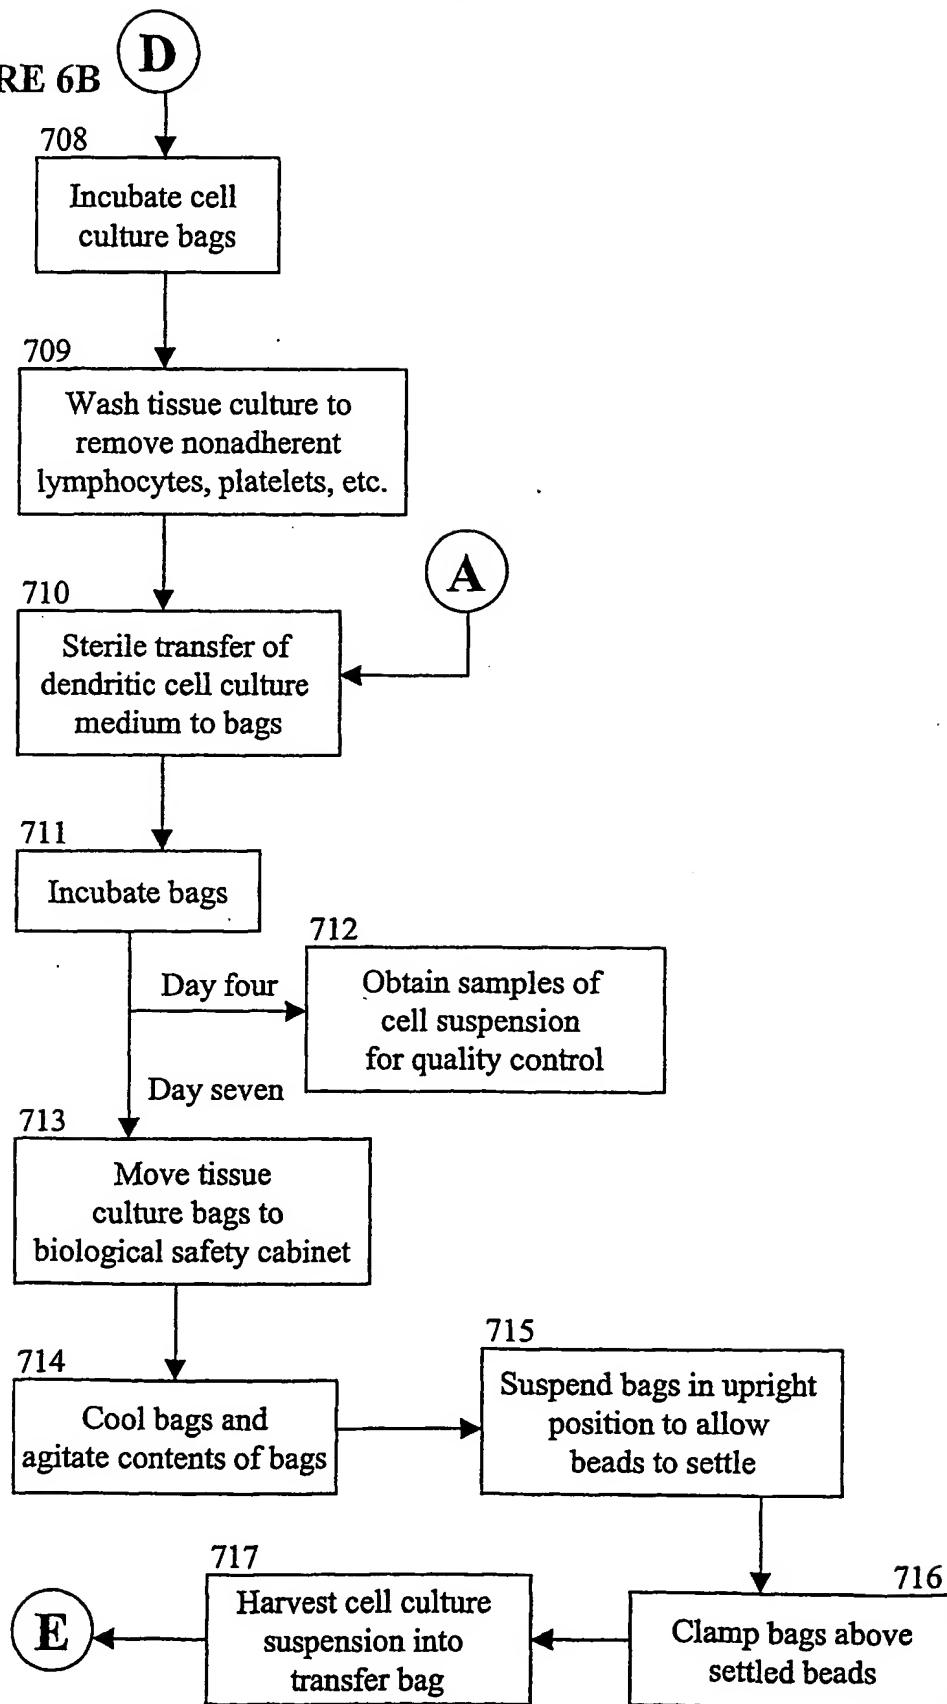 D
RE 6B
708
Incubate cell
culture bags
709
Wash tissue culture to
remove nonadherent
lymphocytes, platelets, etc.
A
710
Sterile transfer of
dendritic cell culture
medium to bags
711
Incubate bags
712
Day four
Obtain samples of
cell suspension
for quality control
Day seven
713
Move tissue
culture bags to
biological safety cabinet
714
Cool bags and
agitate contents of bags
715
Suspend bags in upright
position to allow
beads to settle
716
Clamp bags above
settled beads
717
Harvest cell culture
suspension into
transfer bag
E